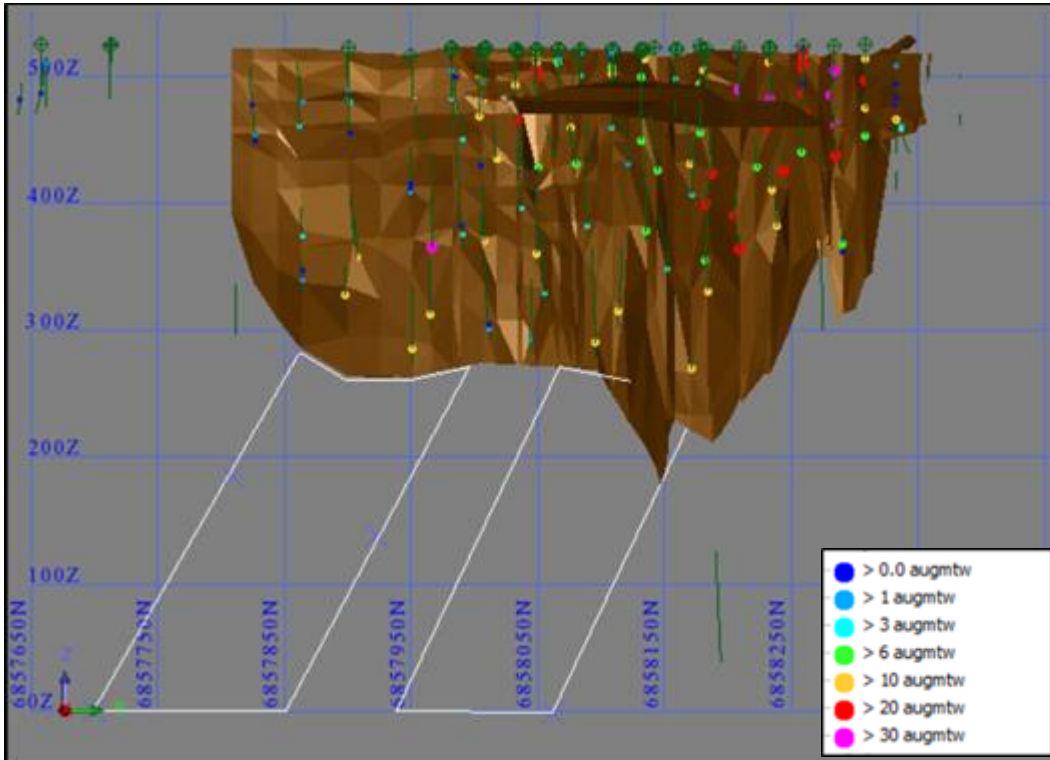 500Z
400Z
300Z
200Z
100Z
0Z
6857650N
6857750N
6857850N
6857950N
6858050N
6858150N
6858250N
> 0.0 augmtw
> 1 augmtw
> 3 augmtw
> 6 augmtw
> 10 augmtw
> 20 augmtw
> 30 augmtw